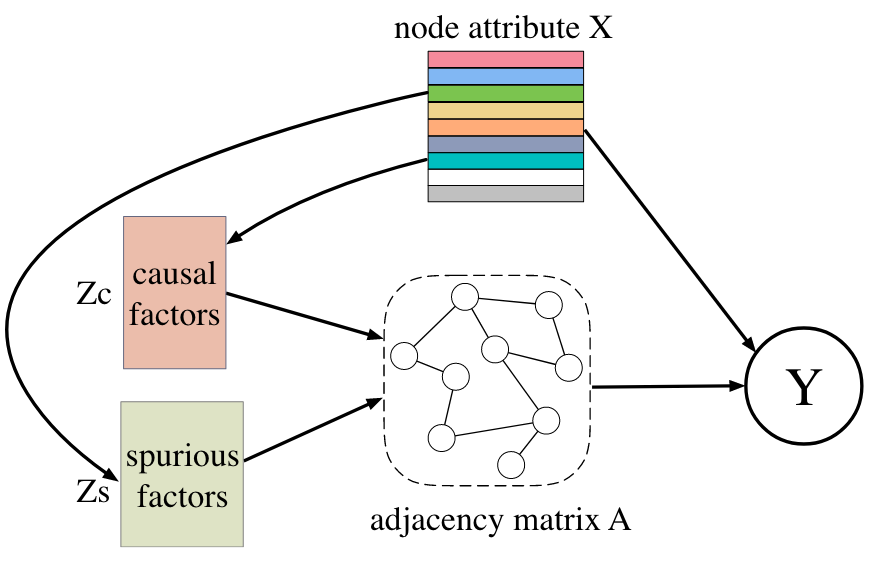 node attribute X
Zc
causal
factors
Zs
spurious
factors
Y
adjacency matrix A